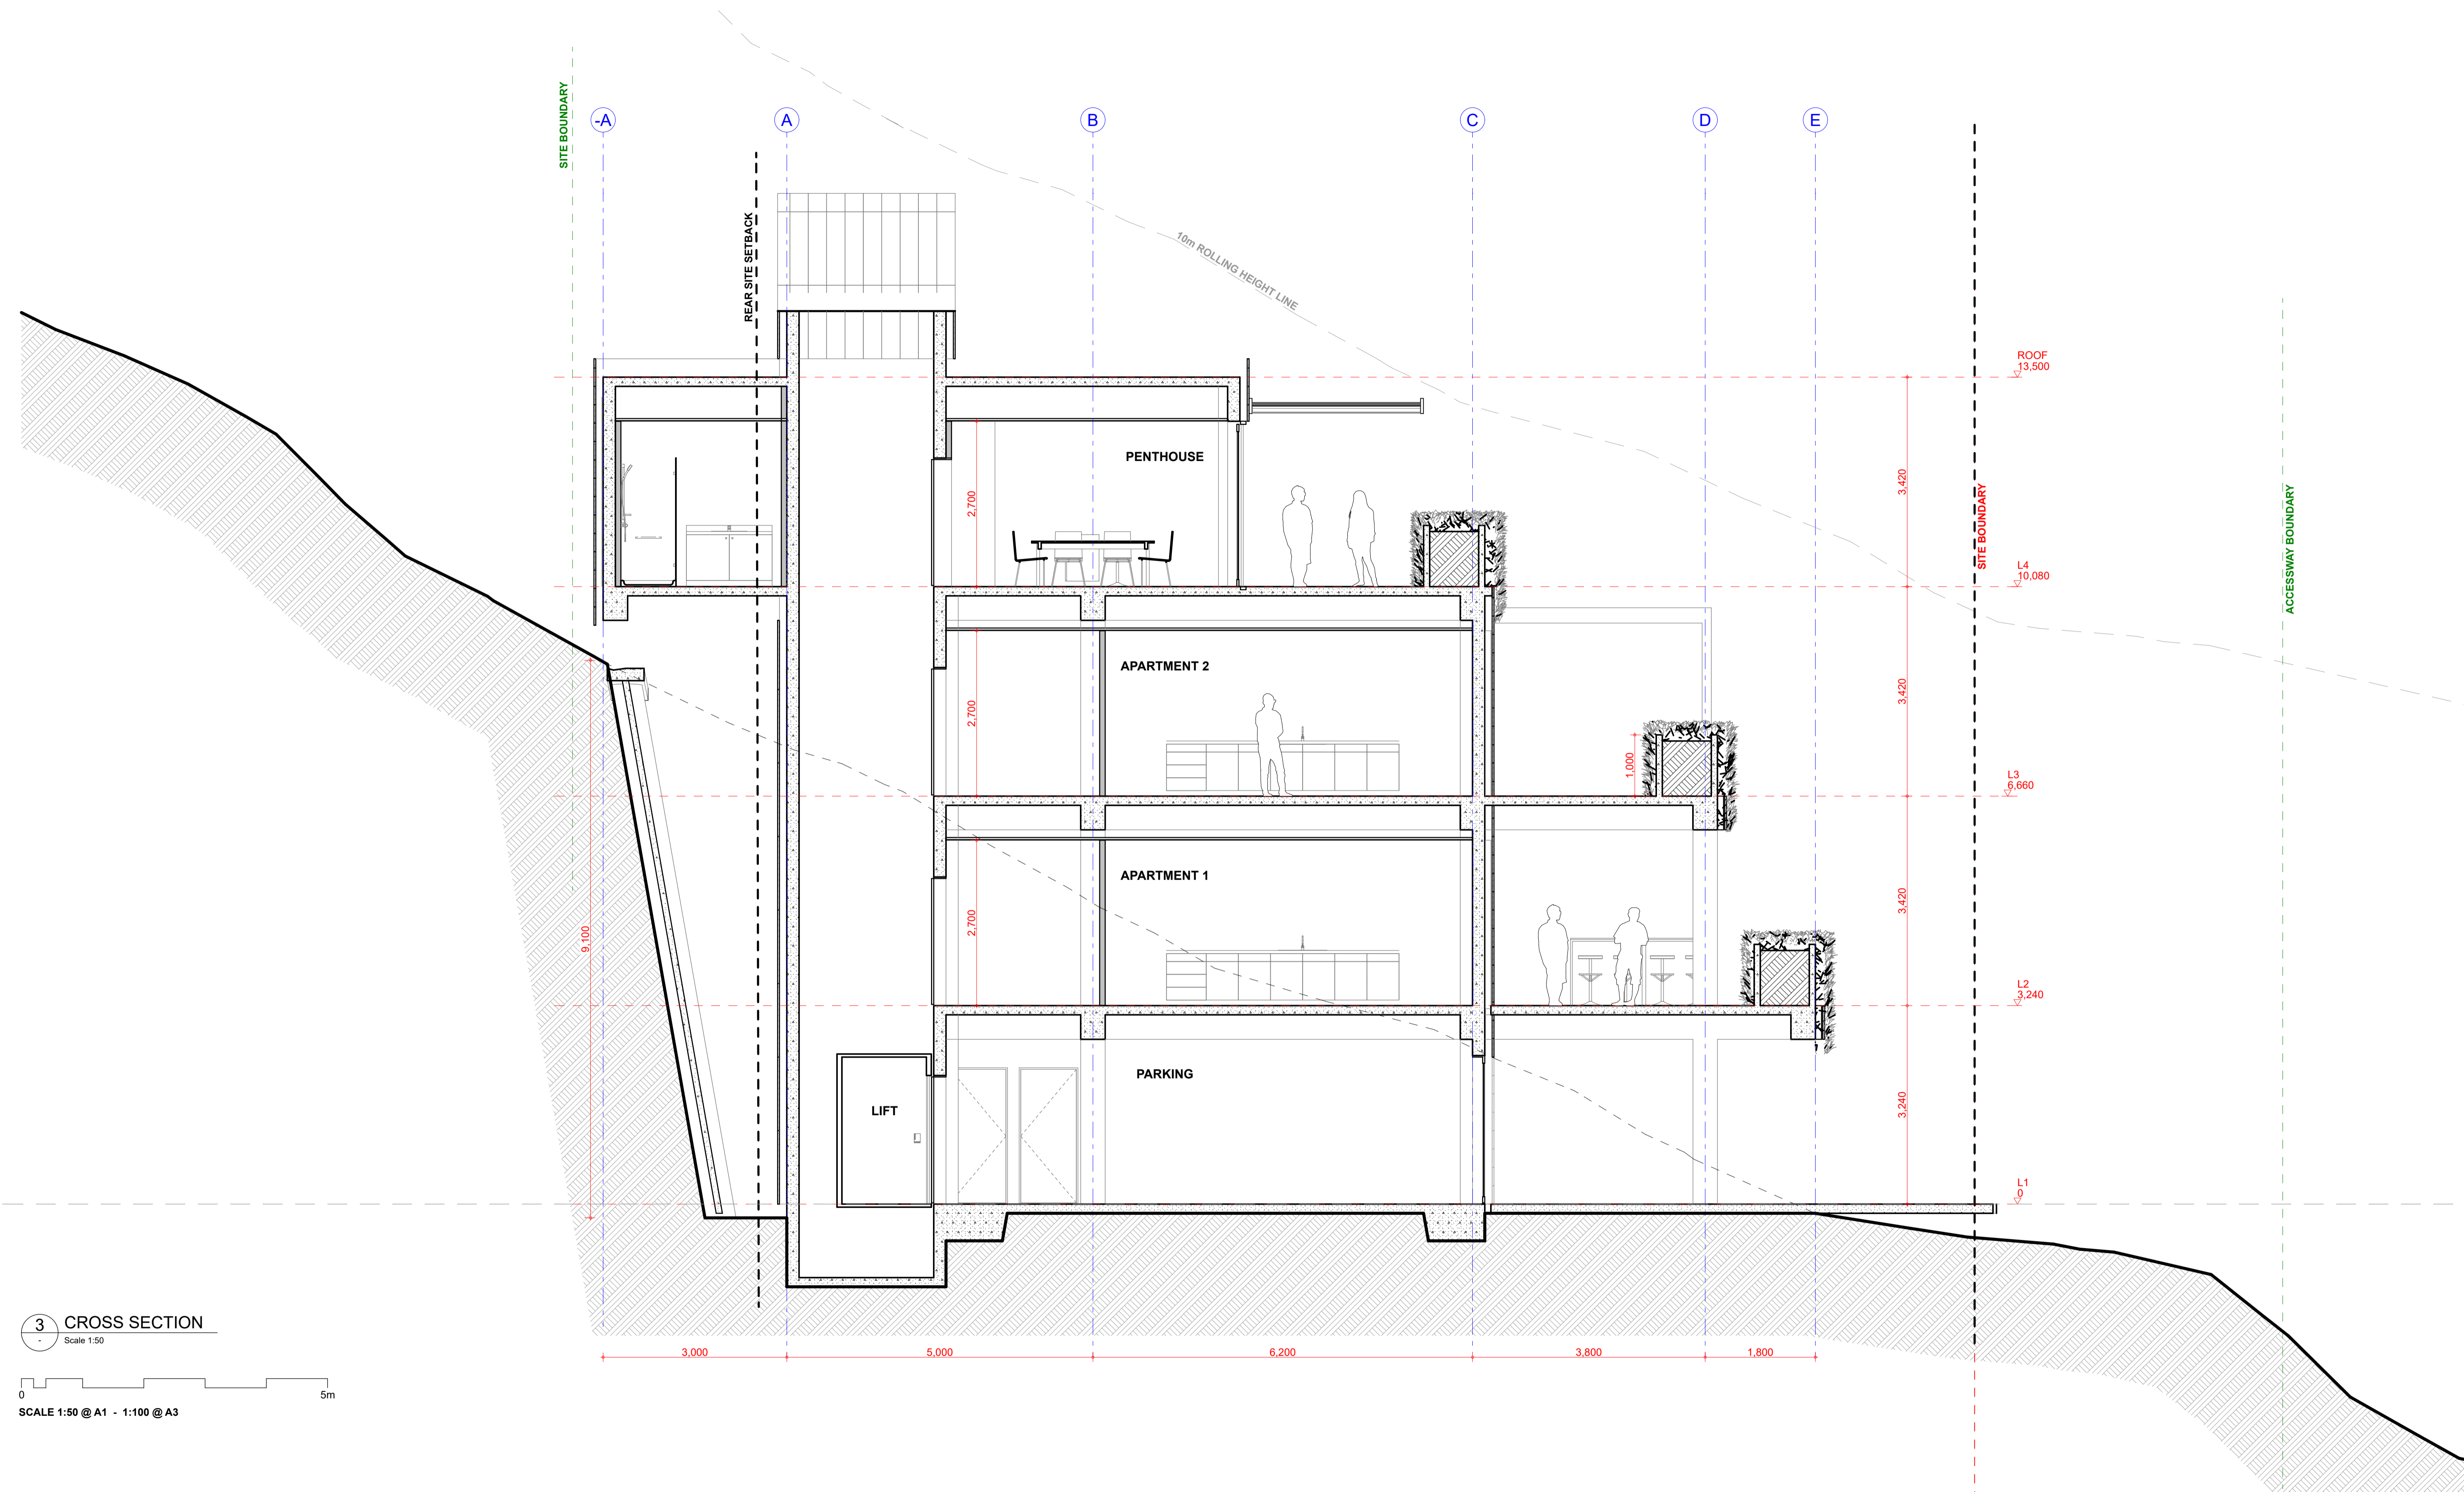 SITE BOUNDARY
-A
A
B
C
D
E
REAR SITE SETBACK
10m ROLLING HEIGHT LINE
ROOF
13,500
PENTHOUSE
2,700
3,420
SITE BOUNDARY
ACCESSWAY BOUNDARY
L4
10,080
APARTMENT 2
2,700
3,420
1,000
L3
6,660
APARTMENT 1
2,700
3,420
9,100
L2
3,240
PARKING
LIFT
3,240
L1
0
3
-
CROSS SECTION
Scale 1:50
3,000
5,000
6,200
3,800
1,800
0
5m
SCALE 1:50 @ A1 - 1:100 @ A3